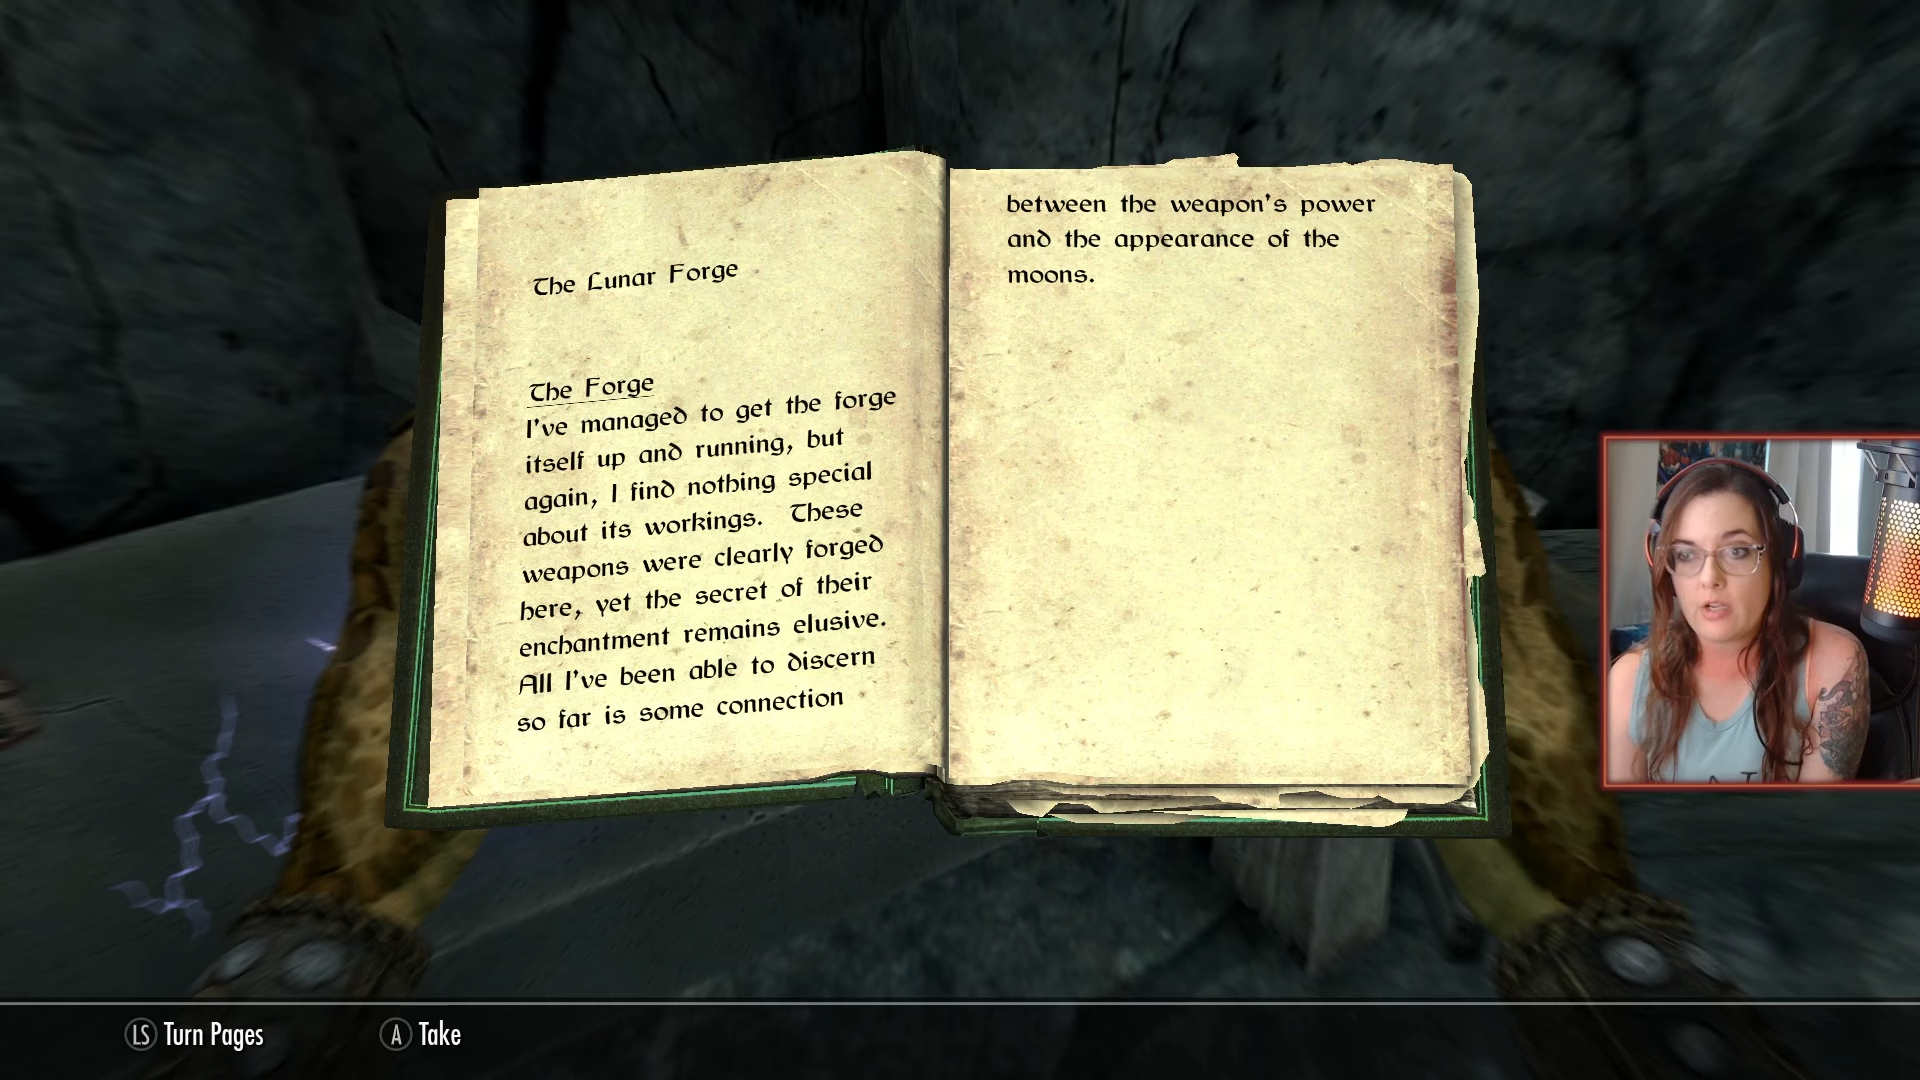 The Lunar Forge
The Forge
I've managed to get the forge
itself up and running, but
again, I find nothing special
about its workings.  These
weapons were clearly forged
here, yet the secret of their
enchantment remains elusive.
All I've been able to discern
so far is some connection
between the weapon's power
and the appearance of the
moons.
LS Turn Pages
A Take